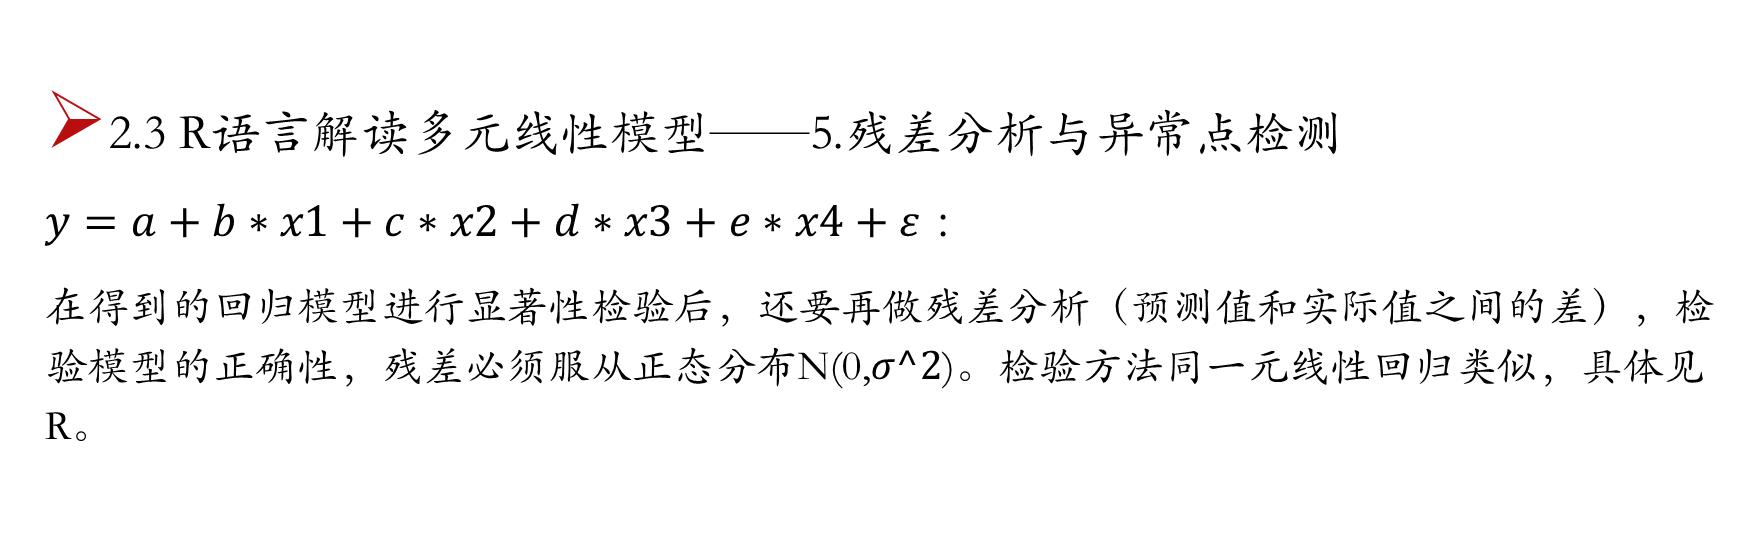 2.3 R语言解读多元线性模型——5.残差分析与异常点检测
y = a + b * x1 + c * x2 + d * x3 + e * x4 + ε :
在得到的回归模型进行显著性检验后，还要再做残差分析（预测值和实际值之间的差），检
验模型的正确性，残差必须服从正态分布N(0,σ^2)。检验方法同一元线性回归类似，具体见
R。